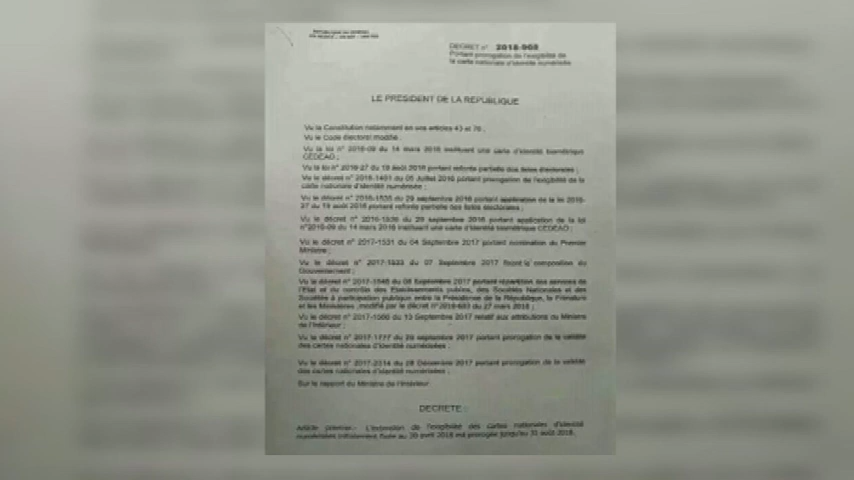 REPUBLIQUE DU SENEGAL
DECRET n° 2018-968
Portant prorogation de l'exigibilité de
la carte nationale d'identité numérisée
LE PRESIDENT DE LA REPUBLIQUE
Vu la Constitution notamment en vos articles 43 et 76 ;
Vu le Code électoral modifié
Vu la loi n° 2016-09 du 14 mars 2016 instituant une carte d'identité biométrique
CEDEAO ;
Vu la loi n° 2016-27 du 19 août 2016 portant refonte partielle des listes électorales ;
Vu le décret n° 2016-1401 du 05 Juillet 2016 portant prorogation de l'exigibilité de la
carte nationale d'identité numérisée ;
Vu le décret n° 2016-1535 du 29 septembre 2016 portant application de la loi 2016-
27 du 19 août 2016 portant refonte partielle des listes électorales ;
Vu le décret n° 2016-1536 du 29 septembre 2016 portant application de la loi
n°2016-09 du 14 mars 2016 instituant une carte d'identité biométrique CEDEAO ;
Vu le décret n° 2017-1531 du 04 Septembre 2017 portant nomination du Premier
Ministre ;
Vu le décret n° 2017-1533 du 07 Septembre 2017 fixant la composition du
Gouvernement ;
Vu le décret n° 2017-1546 du 08 Septembre 2017 portant répartition des services de
l'Etat et du contrôle des Etablissements publics, des Sociétés Nationales et des
Sociétés à participation publique entre la Présidence de la République, la Primature
et les Ministères, modifié par le décret n°2018-683 du 27 mars 2018 ;
Vu le décret n° 2017-1560 du 13 Septembre 2017 relatif aux attributions du Ministre
de l'Intérieur ;
Vu le décret n° 2017-1777 du 29 septembre 2017 portant prorogation de la validité
des cartes nationales d'identité numérisées ;
Vu le décret n° 2017-2314 du 28 Décembre 2017 portant prorogation de la validité
des cartes nationales d'identité numérisées ;
Sur le rapport du Ministre de l'Intérieur
DECRETE :
Article premier.- L'extension de l'exigibilité des cartes nationales d'identité
numérisées initialement fixée au 30 avril 2018 est prorogée jusqu'au 31 août 2018.